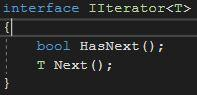 interface IIterator<T>
{
    bool HasNext();
    T Next();
}